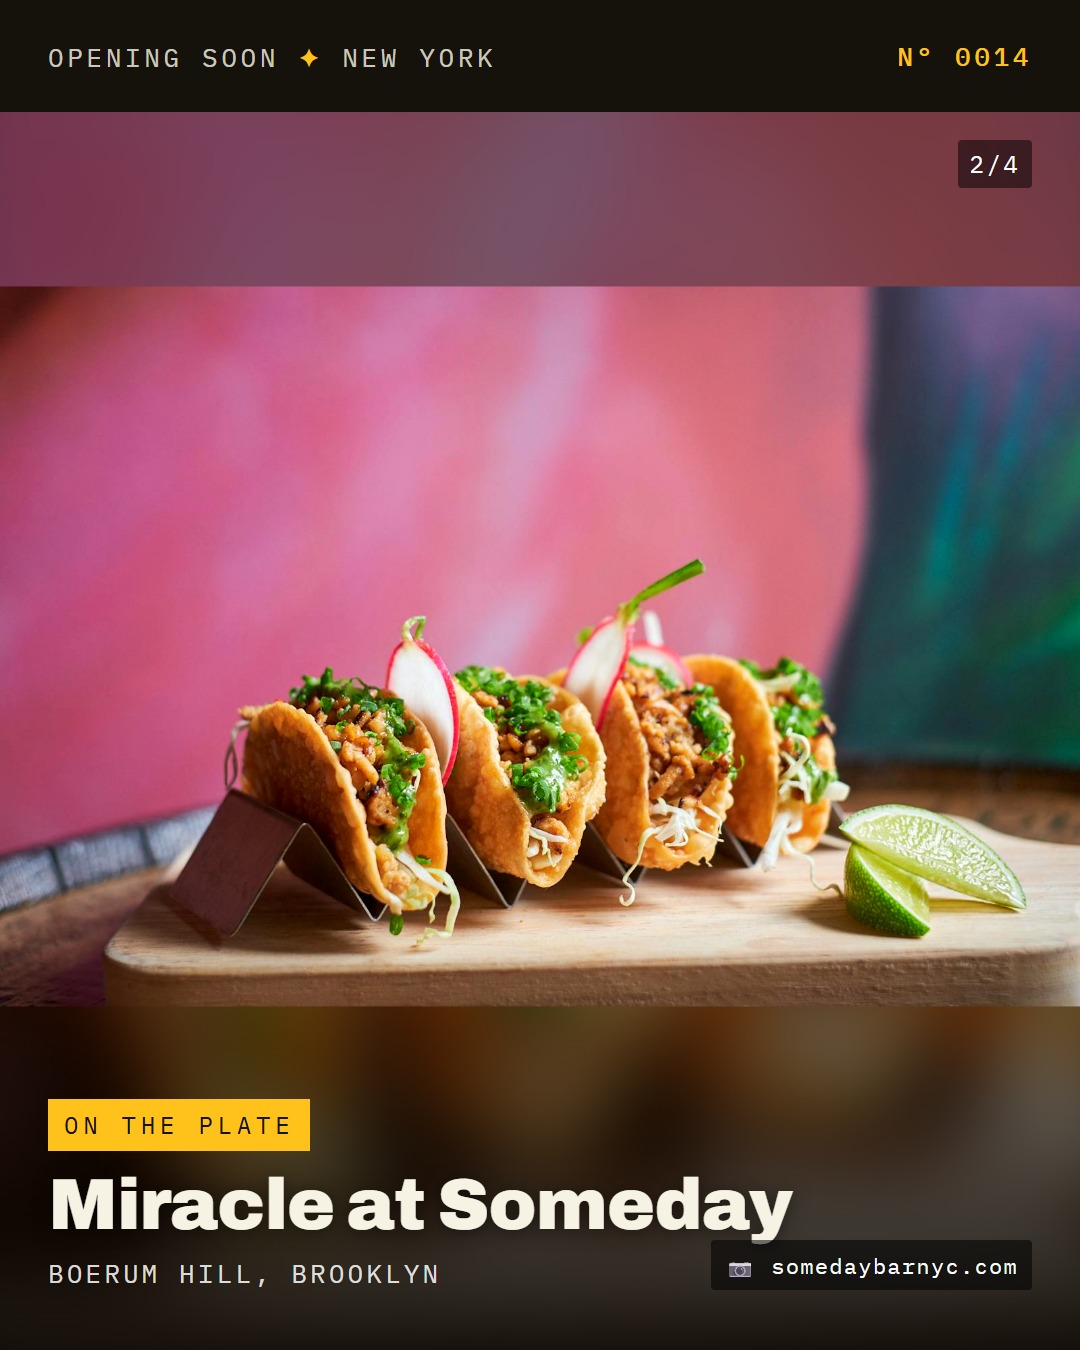 OPENING SOON ✦ NEW YORK
N° 0014
2/4
ON THE PLATE
Miracle at Someday
BOERUM HILL, BROOKLYN
📷 somedaybarnyc.com